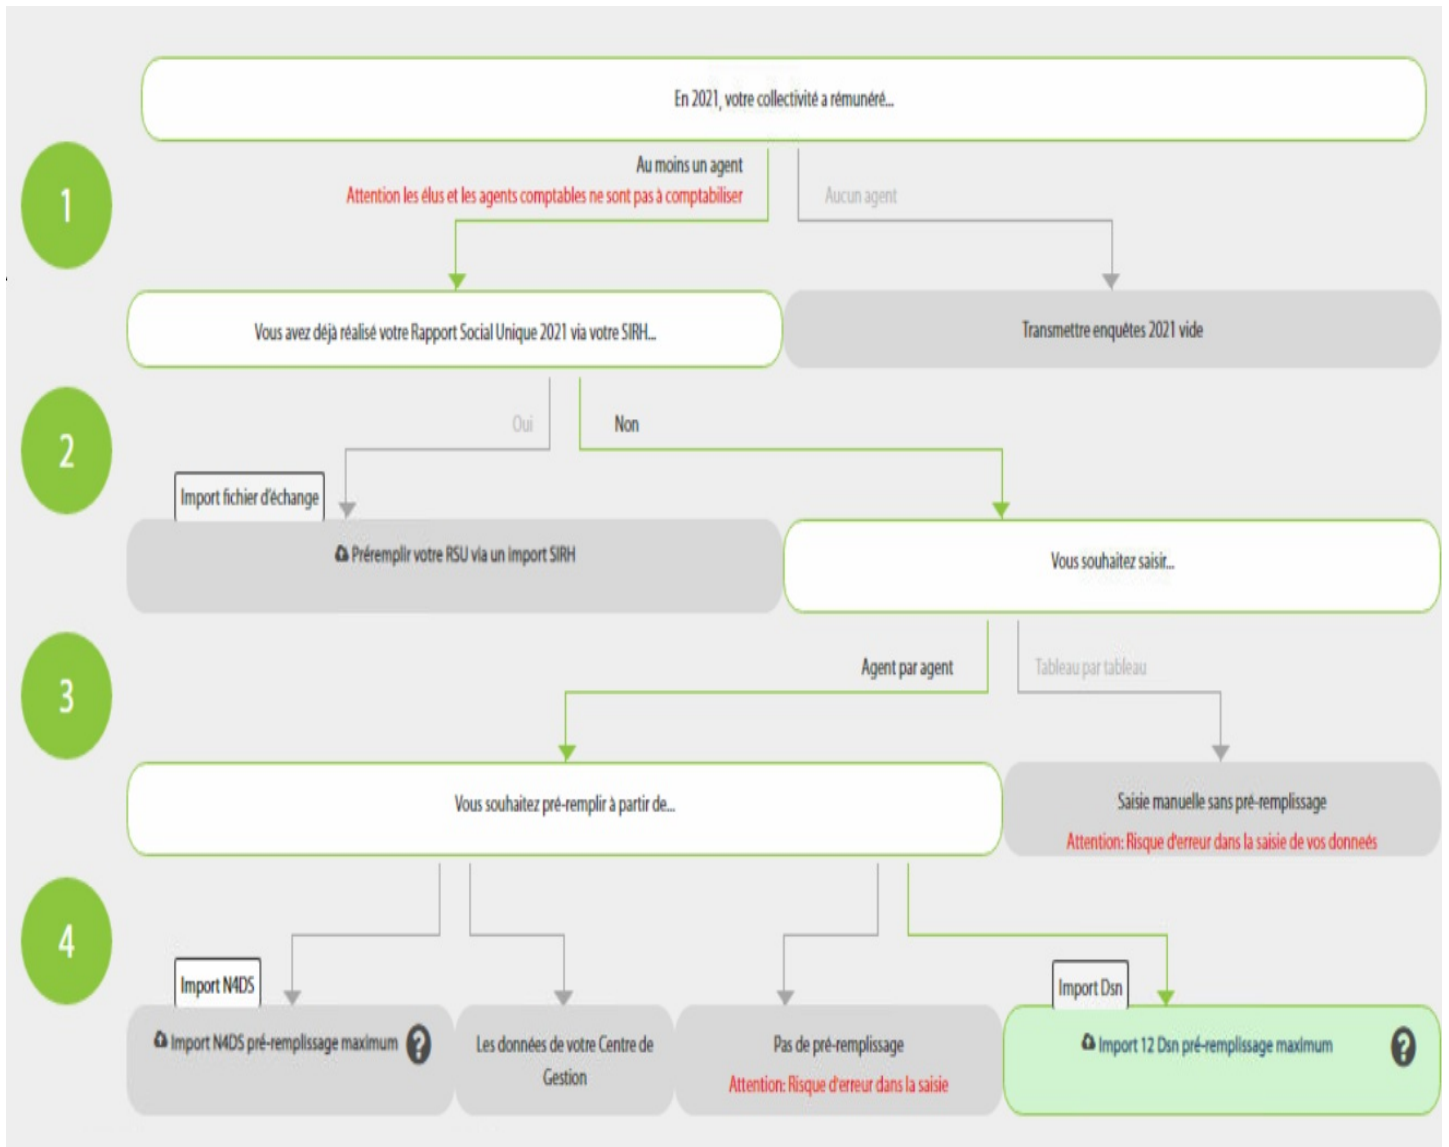 En 2021, votre collectivité a rémunéré...
Au moins un agent
Attention les élus et les agents comptables ne sont pas à comptabiliser
Aucun agent
1
Vous avez déjà réalisé votre Rapport Social Unique 2021 via votre SIRH...
Transmettre enquêtes 2021 vide
Oui
Non
2
Import fichier d'échange
Préremplir votre RSU via un import SIRH
Vous souhaitez saisir...
Agent par agent
Tableau par tableau
3
Vous souhaitez pré-remplir à partir de...
Saisie manuelle sans pré-remplissage
Attention: Risque d'erreur dans la saisie de vos donneés
4
Import N4DS
Import Dsn
Import N4DS pré-remplissage maximum ?
Les données de votre Centre de
Gestion
Pas de pré-remplissage
Attention: Risque d'erreur dans la saisie
Import 12 Dsn pré-remplissage maximum ?